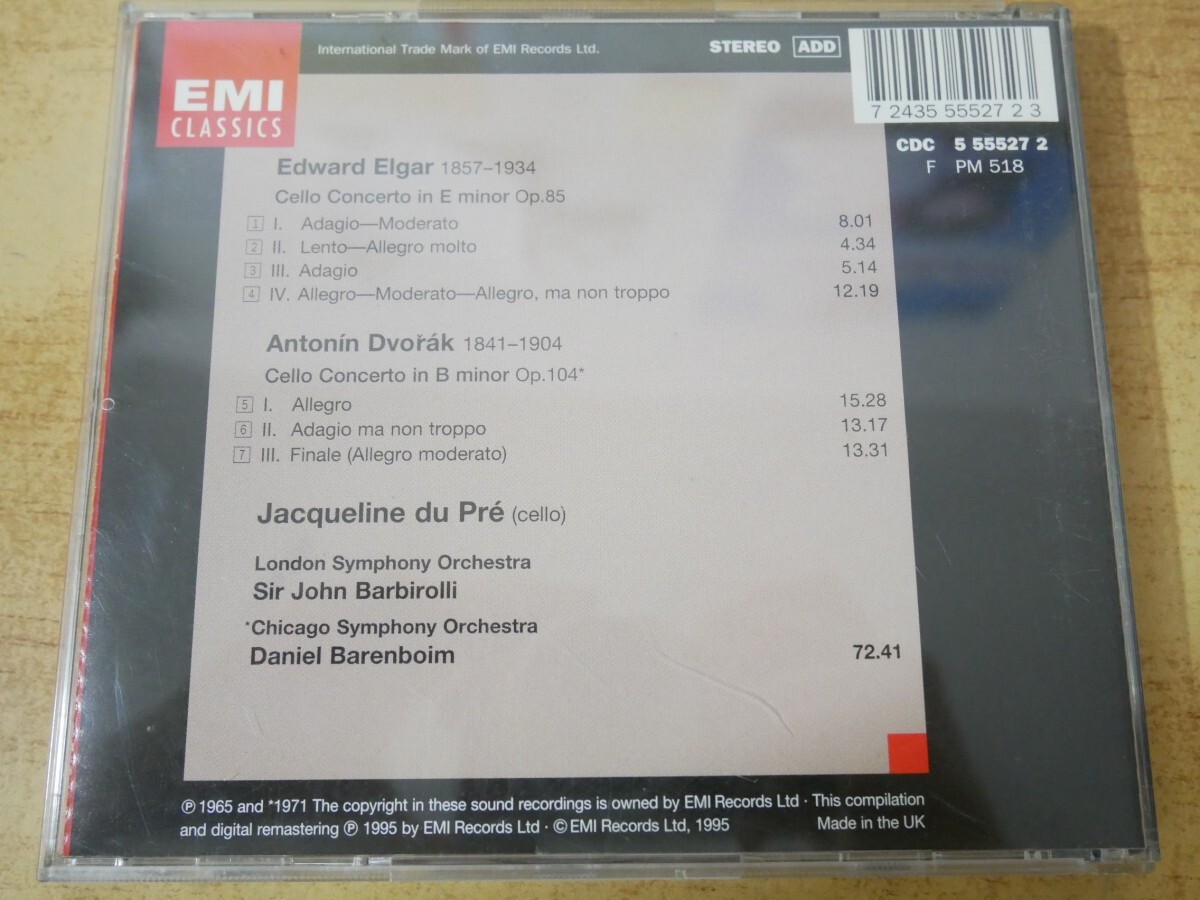 EMI
CLASSICS
International Trade Mark of EMI Records Ltd.
STEREO ADD
7 24355 55527 2 3
CDC 5 55527 2
F PM 518
Edward Elgar 1857–1934
Cello Concerto in E minor Op.85
1 I. Adagio—Moderato 8.01
2 II. Lento—Allegro molto 4.34
3 III. Adagio 5.14
4 IV. Allegro—Moderato—Allegro, ma non troppo 12.19
Antonín Dvořák 1841–1904
Cello Concerto in B minor Op.104*
5 I. Allegro 15.28
6 II. Adagio ma non troppo 13.17
7 III. Finale (Allegro moderato) 13.31
Jacqueline du Pré (cello)
London Symphony Orchestra
Sir John Barbirolli
*Chicago Symphony Orchestra
Daniel Barenboim 72.41
℗ 1965 and *1971 The copyright in these sound recordings is owned by EMI Records Ltd · This compilation
and digital remastering ℗ 1995 by EMI Records Ltd · © EMI Records Ltd, 1995 Made in the UK